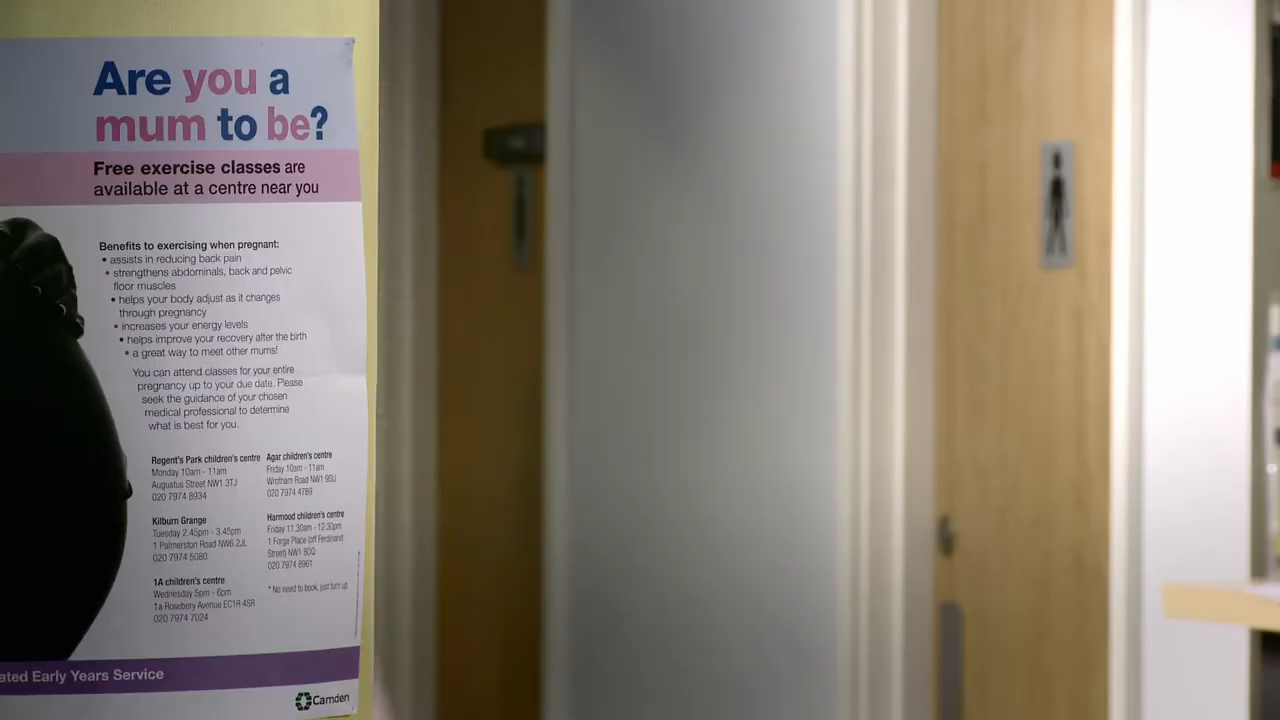 Are you a
mum to be?
Free exercise classes are
available at a centre near you
Benefits to exercising when pregnant:
• assists in reducing back pain
• strengthens abdominals, back and pelvic
floor muscles
• helps your body adjust as it changes
through pregnancy
• increases your energy levels
• helps improve your recovery after the birth
• a great way to meet other mums!
You can attend classes for your entire
pregnancy up to your due date. Please
seek the guidance of your chosen
medical professional to determine
what is best for you.
Regent's Park children's centre
Monday 10am - 11am
Augustus Street NW1 3TJ
020 7974 8934
Agar children's centre
Friday 10am - 11am
Wrotham Road NW1 9SU
020 7974 4789
Kilburn Grange
Tuesday 2.45pm - 3.45pm
1 Palmerston Road NW6 2JL
020 7974 5080
Harmood children's centre
Friday 11.30am - 12.30pm
1 Forge Place (off Ferdinand
Street) NW1 8DQ
020 7974 8961
1A children's centre
Wednesday 5pm - 6pm
1a Rosebery Avenue EC1R 4SR
020 7974 7024
* No need to book, just turn up
ated Early Years Service
Camden